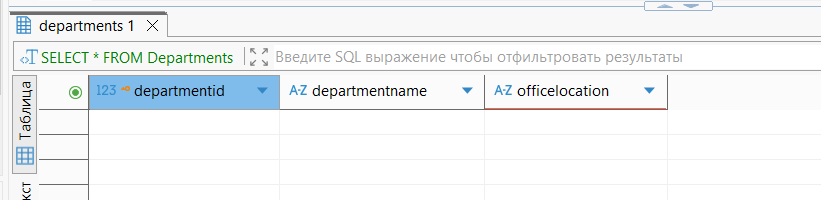 departments 1
SELECT * FROM Departments Введите SQL выражение чтобы отфильтровать результаты
123 departmentid A-Z departmentname A-Z officelocation
Таблица
кст